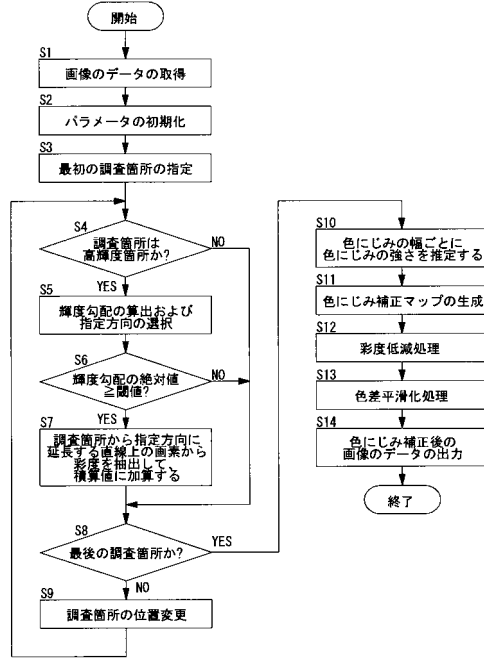 開始
S1
画像のデータの取得
S2
パラメータの初期化
S3
最初の調査箇所の指定
S4
調査箇所は
高輝度箇所か?
NO
YES
S5
輝度勾配の算出および
指定方向の選択
S6
輝度勾配の絶対値
≧閾値?
NO
YES
S7
調査箇所から指定方向に
延長する直線上の画素から
彩度を抽出して、
積算値に加算する
S8
最後の調査箇所か?
YES
NO
S9
調査箇所の位置変更
S10
色にじみの幅ごとに
色にじみの強さを推定する
S11
色にじみ補正マップの生成
S12
彩度低減処理
S13
色差平滑化処理
S14
色にじみ補正後の
画像のデータの出力
終了